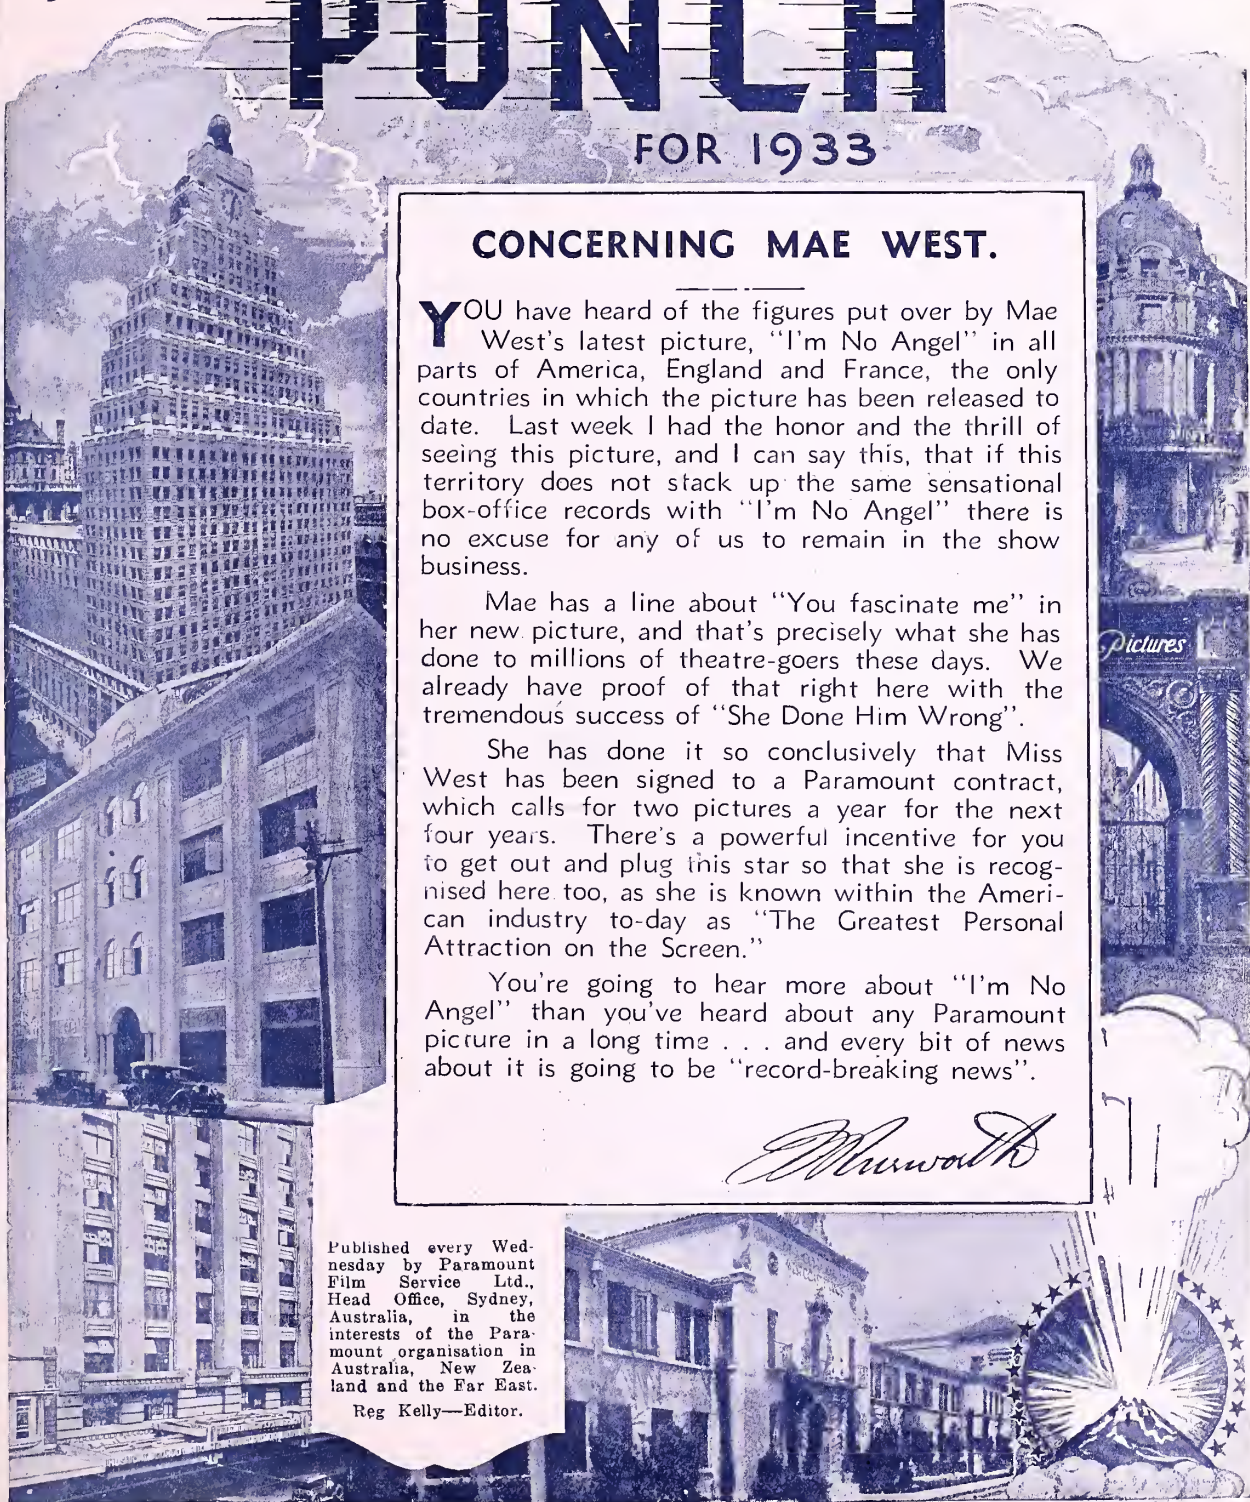 PUNCH
FOR 1933
CONCERNING MAE WEST.
YOU have heard of the figures put over by Mae
West's latest picture, "I'm No Angel" in all
parts of America, England and France, the only
countries in which the picture has been released to
date. Last week I had the honor and the thrill of
seeing this picture, and I can say this, that if this
territory does not stack up the same sensational
box-office records with "I'm No Angel" there is
no excuse for any of us to remain in the show
business.
Mae has a line about "You fascinate me" in
her new picture, and that's precisely what she has
done to millions of theatre-goers these days. We
already have proof of that right here with the
tremendous success of "She Done Him Wrong".
She has done it so conclusively that Miss
West has been signed to a Paramount contract,
which calls for two pictures a year for the next
four years. There's a powerful incentive for you
to get out and plug this star so that she is recog-
nised here too, as she is known within the Ameri-
can industry to-day as "The Greatest Personal
Attraction on the Screen."
You're going to hear more about "I'm No
Angel" than you've heard about any Paramount
picture in a long time . . . and every bit of news
about it is going to be "record-breaking news".
Pictures
Published every Wed-
nesday by Paramount
Film Service Ltd.,
Head Office, Sydney,
Australia, in the
interests of the Para-
mount organisation in
Australia, New Zea-
land and the Far East.
Reg Kelly—Editor.